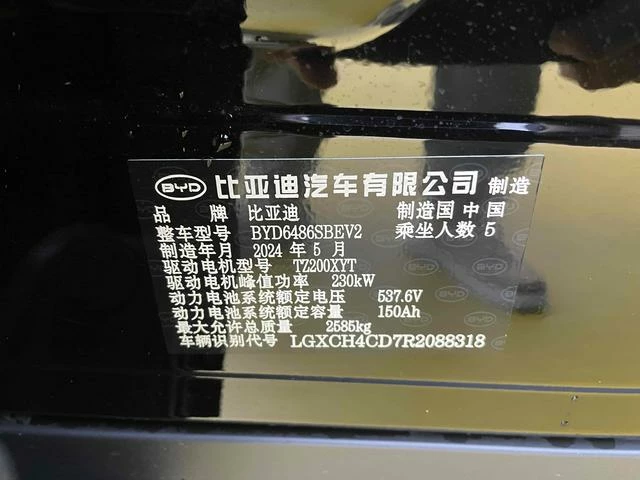 BYD 比亚迪汽车有限公司 制造
品 牌 比亚迪 制造国 中国
整车型号 BYD6486SBEV2 乘坐人数 5
制造年月 2024 年 5 月
驱动电机型号 TZ200XYT
驱动电机峰值功率 230kW
动力电池系统额定电压 537.6V
动力电池系统额定容量 150Ah
最大允许总质量 2585kg
车辆识别代号 LGXCH4CD7R2088318